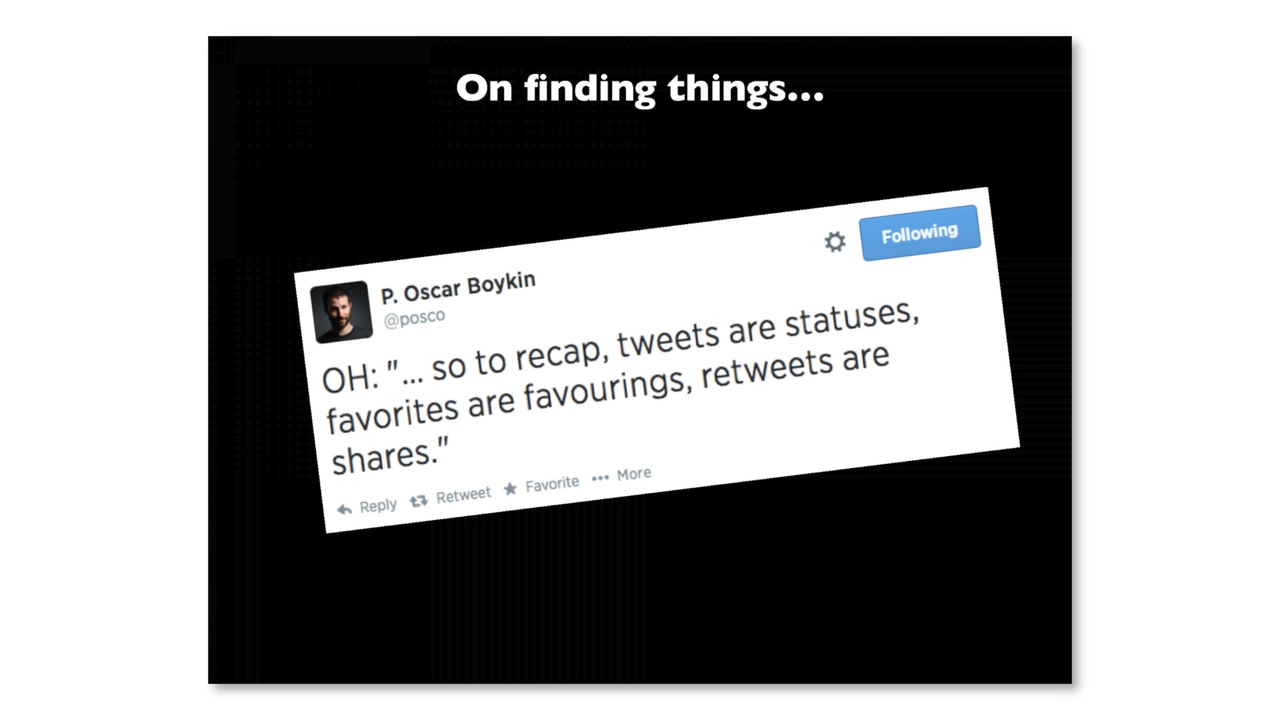 On finding things...
Following
P. Oscar Boykin
@posco
OH: "... so to recap, tweets are statuses,
favorites are favourings, retweets are
shares."
Reply Retweet Favorite ••• More